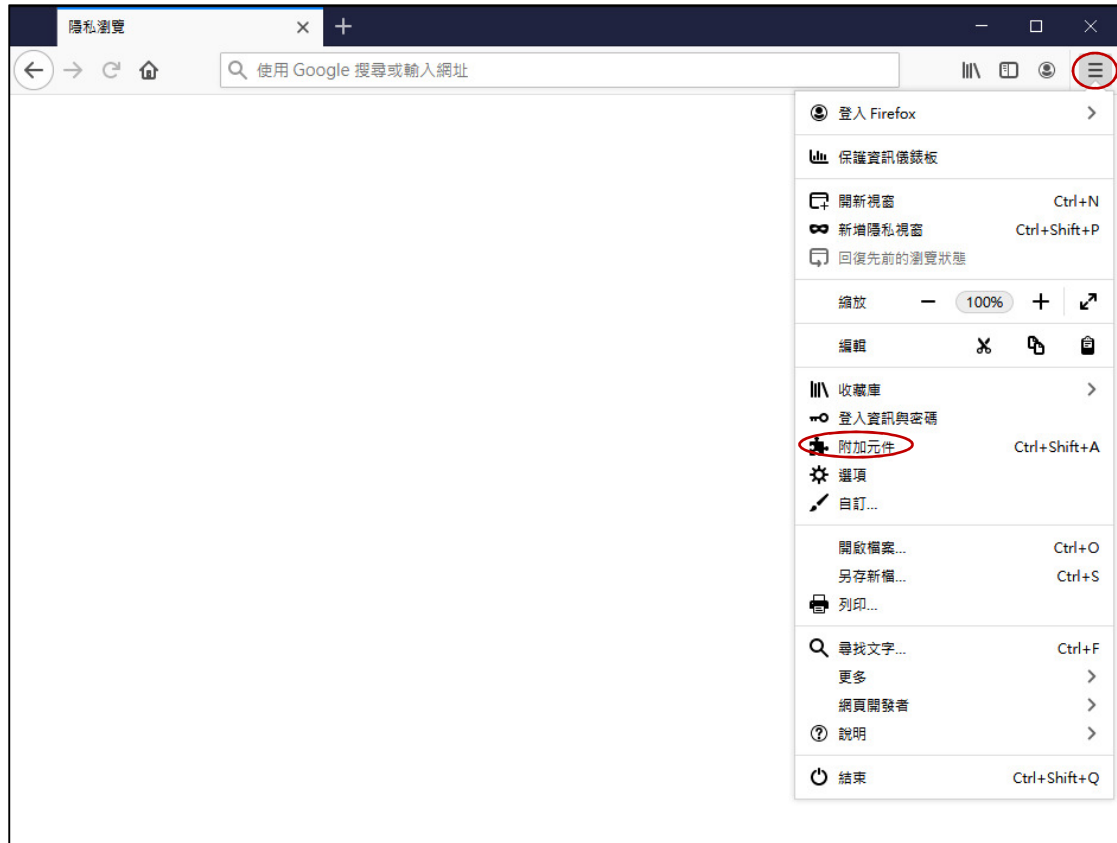 隱私瀏覽
使用 Google 搜尋或輸入網址
登入 Firefox
保護資訊儀錶板
開新視窗 Ctrl+N
新增隱私視窗 Ctrl+Shift+P
回復先前的瀏覽狀態
縮放 100%
編輯
收藏庫
登入資訊與密碼
附加元件 Ctrl+Shift+A
選項
自訂...
開啟檔案... Ctrl+O
另存新檔... Ctrl+S
列印...
尋找文字... Ctrl+F
更多
網頁開發者
說明
結束 Ctrl+Shift+Q